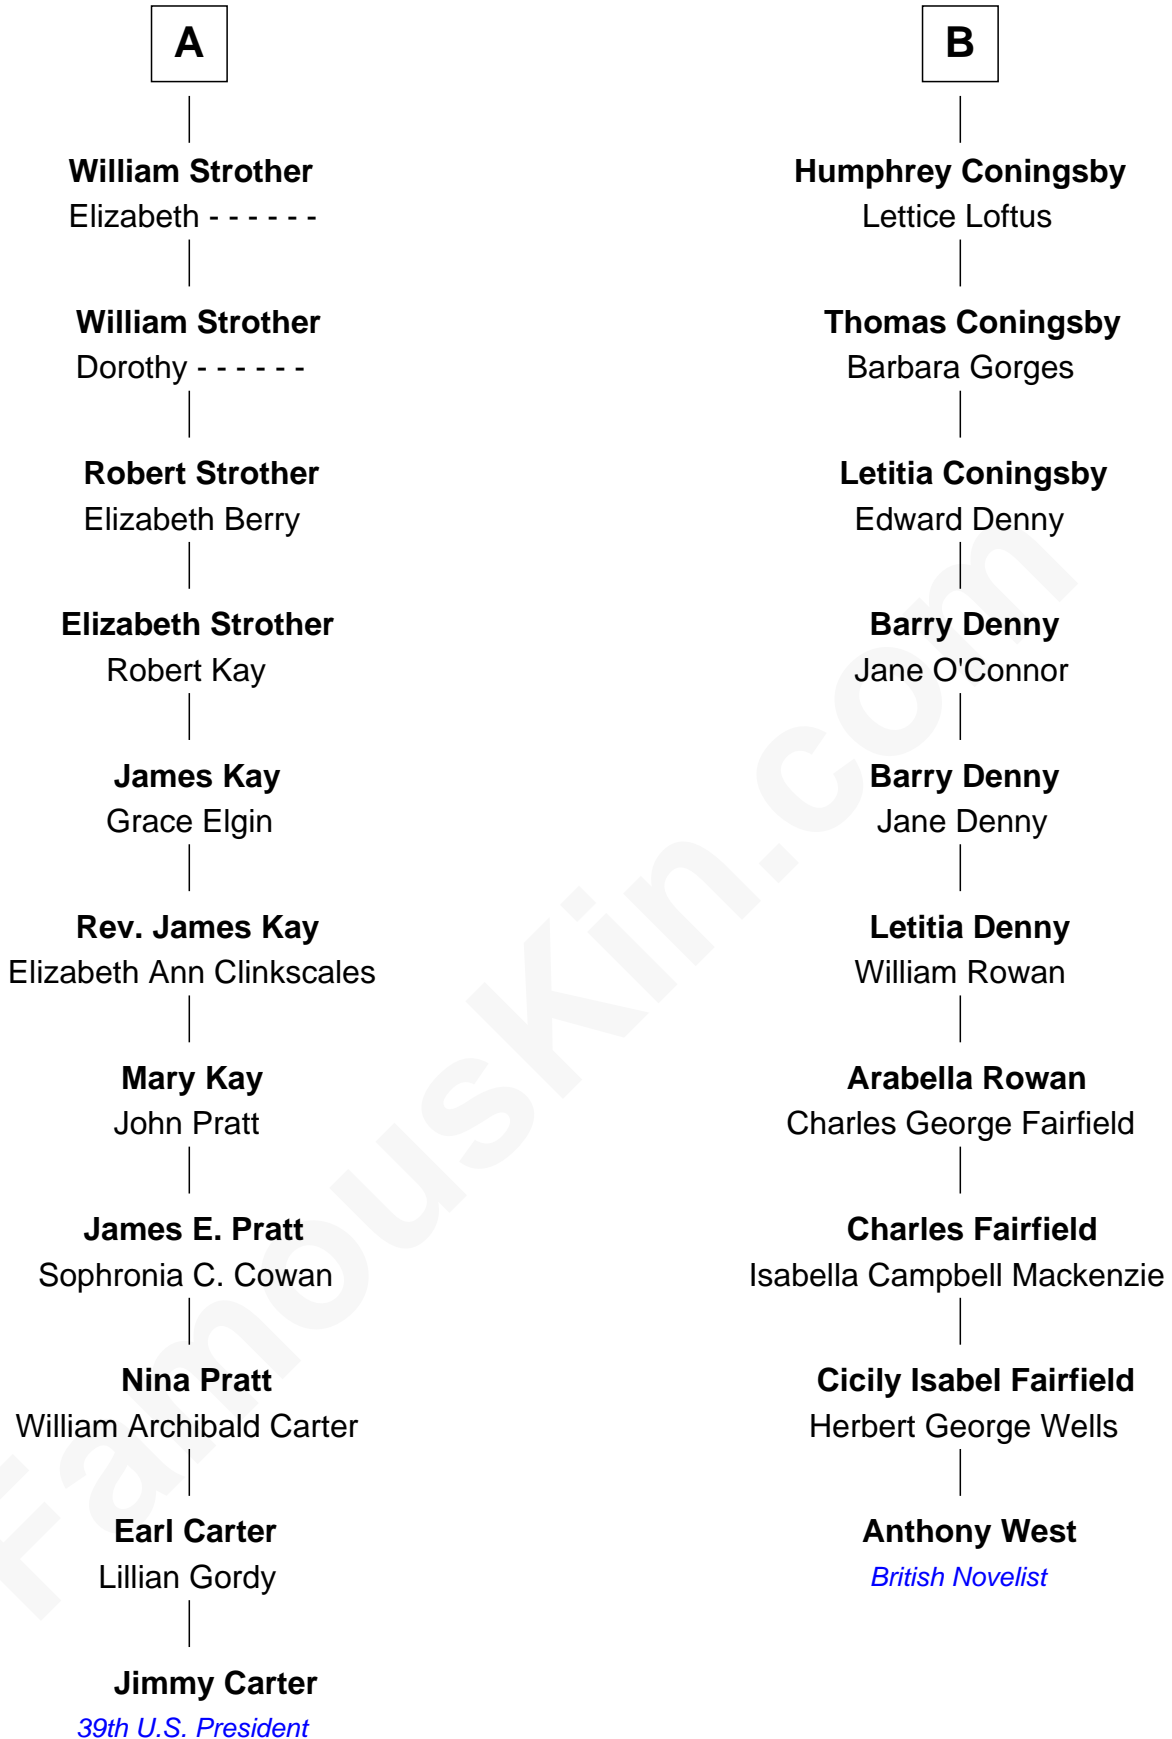 A
William Strother
Elizabeth - - - - - -
William Strother
Dorothy - - - - - -
Robert Strother
Elizabeth Berry
Elizabeth Strother
Robert Kay
James Kay
Grace Elgin
Rev. James Kay
Elizabeth Ann Clinkscales
Mary Kay
John Pratt
James E. Pratt
Sophronia C. Cowan
Nina Pratt
William Archibald Carter
Earl Carter
Lillian Gordy
Jimmy Carter
39th U.S. President
B
Humphrey Coningsby
Lettice Loftus
Thomas Coningsby
Barbara Gorges
Letitia Coningsby
Edward Denny
Barry Denny
Jane O'Connor
Barry Denny
Jane Denny
Letitia Denny
William Rowan
Arabella Rowan
Charles George Fairfield
Charles Fairfield
Isabella Campbell Mackenzie
Cicily Isabel Fairfield
Herbert George Wells
Anthony West
British Novelist
FamousKin.com